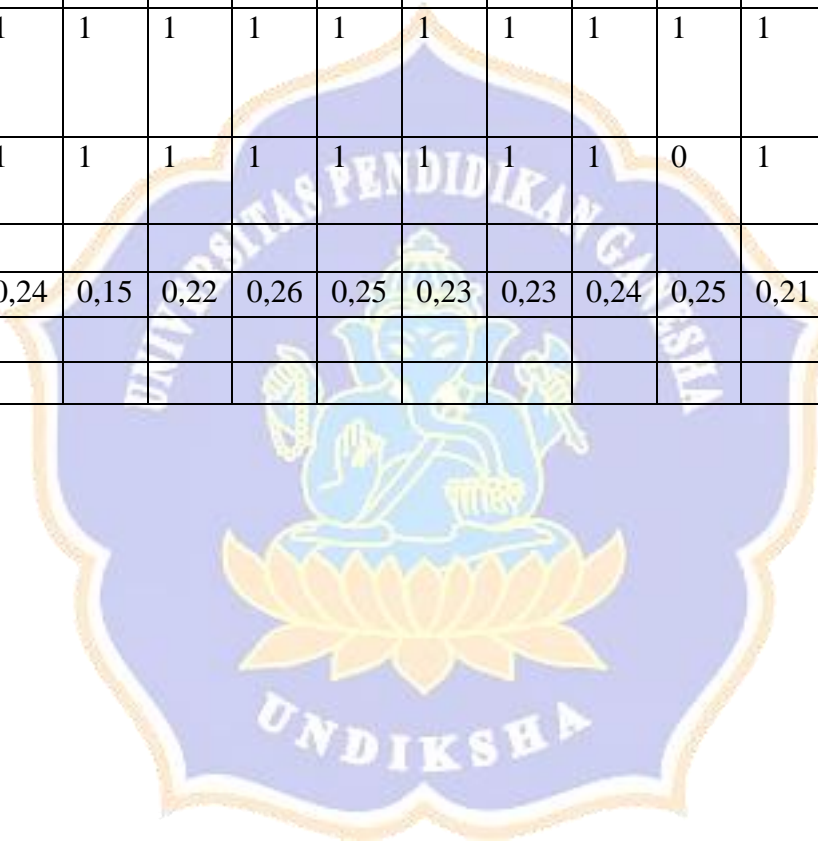 1 1 1 1 1 1 1 1 1 1
1 1 1 1 1 1 1 1 0 1
0,24 0,15 0,22 0,26 0,25 0,23 0,23 0,24 0,25 0,21
UNIVERSITAS PENDIDIKAN GANESHA
UNDIKSHA